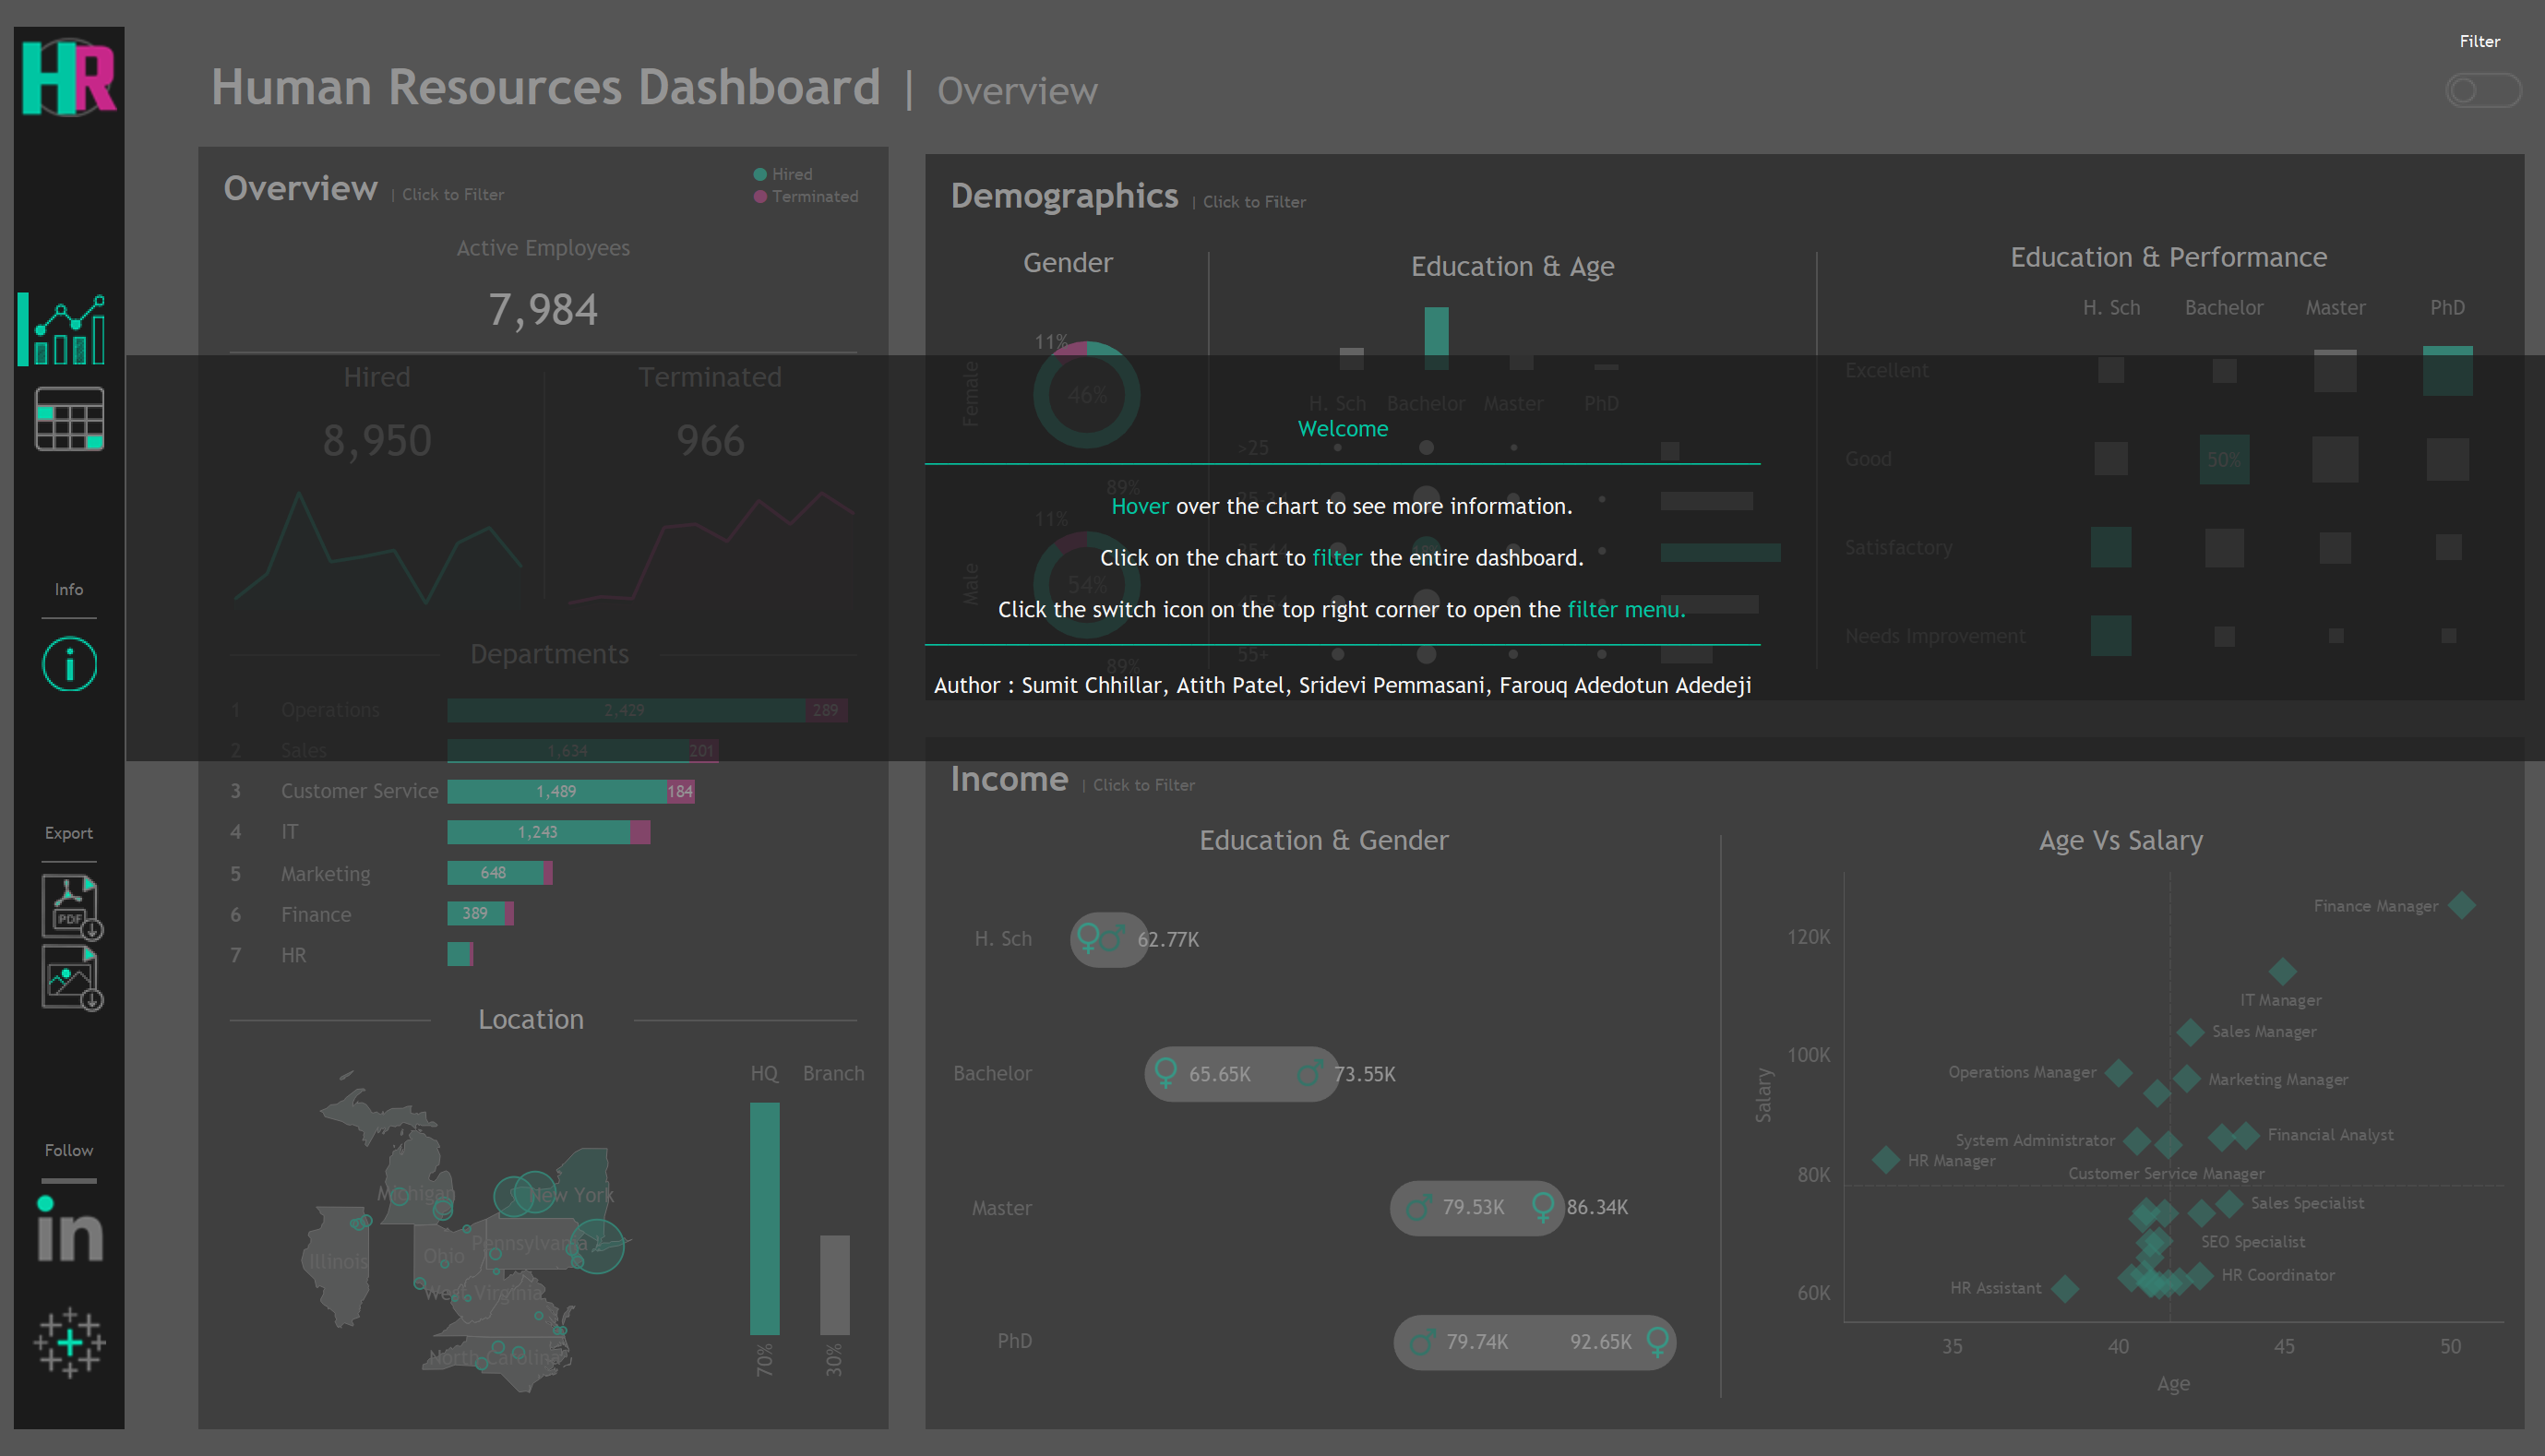 HR
Human Resources Dashboard | Overview
Filter
Overview | Click to Filter
Hired
Terminated
Active Employees
7,984
Hired
Terminated
8,950
966
Departments
1 Operations 2,429 289
2 Sales 1,634 201
3 Customer Service 1,489 184
4 IT 1,243
5 Marketing 648
6 Finance 389
7 HR
Location
HQ Branch
Michigan
New York
Illinois
Ohio
Pennsylvania
West Virginia
North Carolina
70%
30%
Info
Export
PDF
Follow
in
Demographics | Click to Filter
Gender
Female
11%
46%
89%
Male
11%
54%
89%
Education & Age
H. Sch Bachelor Master PhD
>25
55+
Education & Performance
H. Sch Bachelor Master PhD
Excellent
Good 50%
Satisfactory
Needs Improvement
Welcome
Hover over the chart to see more information.
Click on the chart to filter the entire dashboard.
Click the switch icon on the top right corner to open the filter menu.
Author : Sumit Chhillar, Atith Patel, Sridevi Pemmasani, Farouq Adedotun Adedeji
Income | Click to Filter
Education & Gender
H. Sch 62.77K
Bachelor 65.65K 73.55K
Master 79.53K 86.34K
PhD 79.74K 92.65K
Age Vs Salary
Salary
120K
100K
80K
60K
Finance Manager
IT Manager
Sales Manager
Operations Manager
Marketing Manager
System Administrator
Financial Analyst
HR Manager
Customer Service Manager
Sales Specialist
SEO Specialist
HR Coordinator
HR Assistant
35 40 45 50
Age